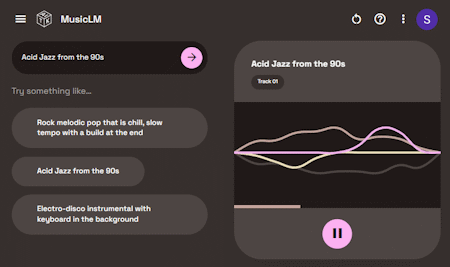 MusicLM
S
Acid Jazz from the 90s
Try something like...
Rock melodic pop that is chill, slow
tempo with a build at the end
Acid Jazz from the 90s
Electro-disco instrumental with
keyboard in the background
Acid Jazz from the 90s
Track 01